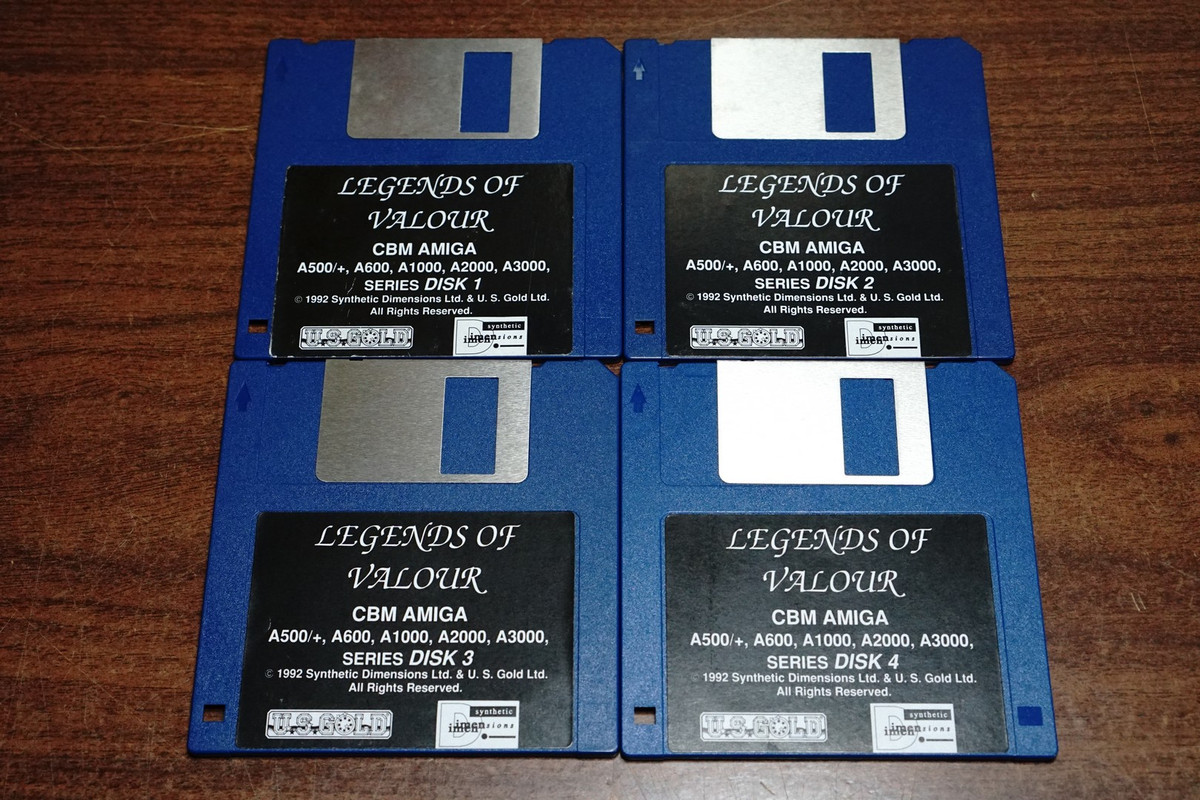 LEGENDS OF
VALOUR
CBM AMIGA
A500/+, A600, A1000, A2000, A3000,
SERIES DISK 1
© 1992 Synthetic Dimensions Ltd. & U. S. Gold Ltd.
All Rights Reserved.
U.S.GOLD
synthetic
Dimensions
LEGENDS OF
VALOUR
CBM AMIGA
A500/+, A600, A1000, A2000, A3000,
SERIES DISK 2
© 1992 Synthetic Dimensions Ltd. & U. S. Gold Ltd.
All Rights Reserved.
U.S.GOLD
synthetic
Dimensions
LEGENDS OF
VALOUR
CBM AMIGA
A500/+, A600, A1000, A2000, A3000,
SERIES DISK 3
© 1992 Synthetic Dimensions Ltd. & U. S. Gold Ltd.
All Rights Reserved.
U.S.GOLD
synthetic
Dimensions
LEGENDS OF
VALOUR
CBM AMIGA
A500/+, A600, A1000, A2000, A3000,
SERIES DISK 4
1992 Synthetic Dimensions Ltd. & U. S. Gold Ltd.
All Rights Reserved.
U.S.GOLD
synthetic
Dimensions